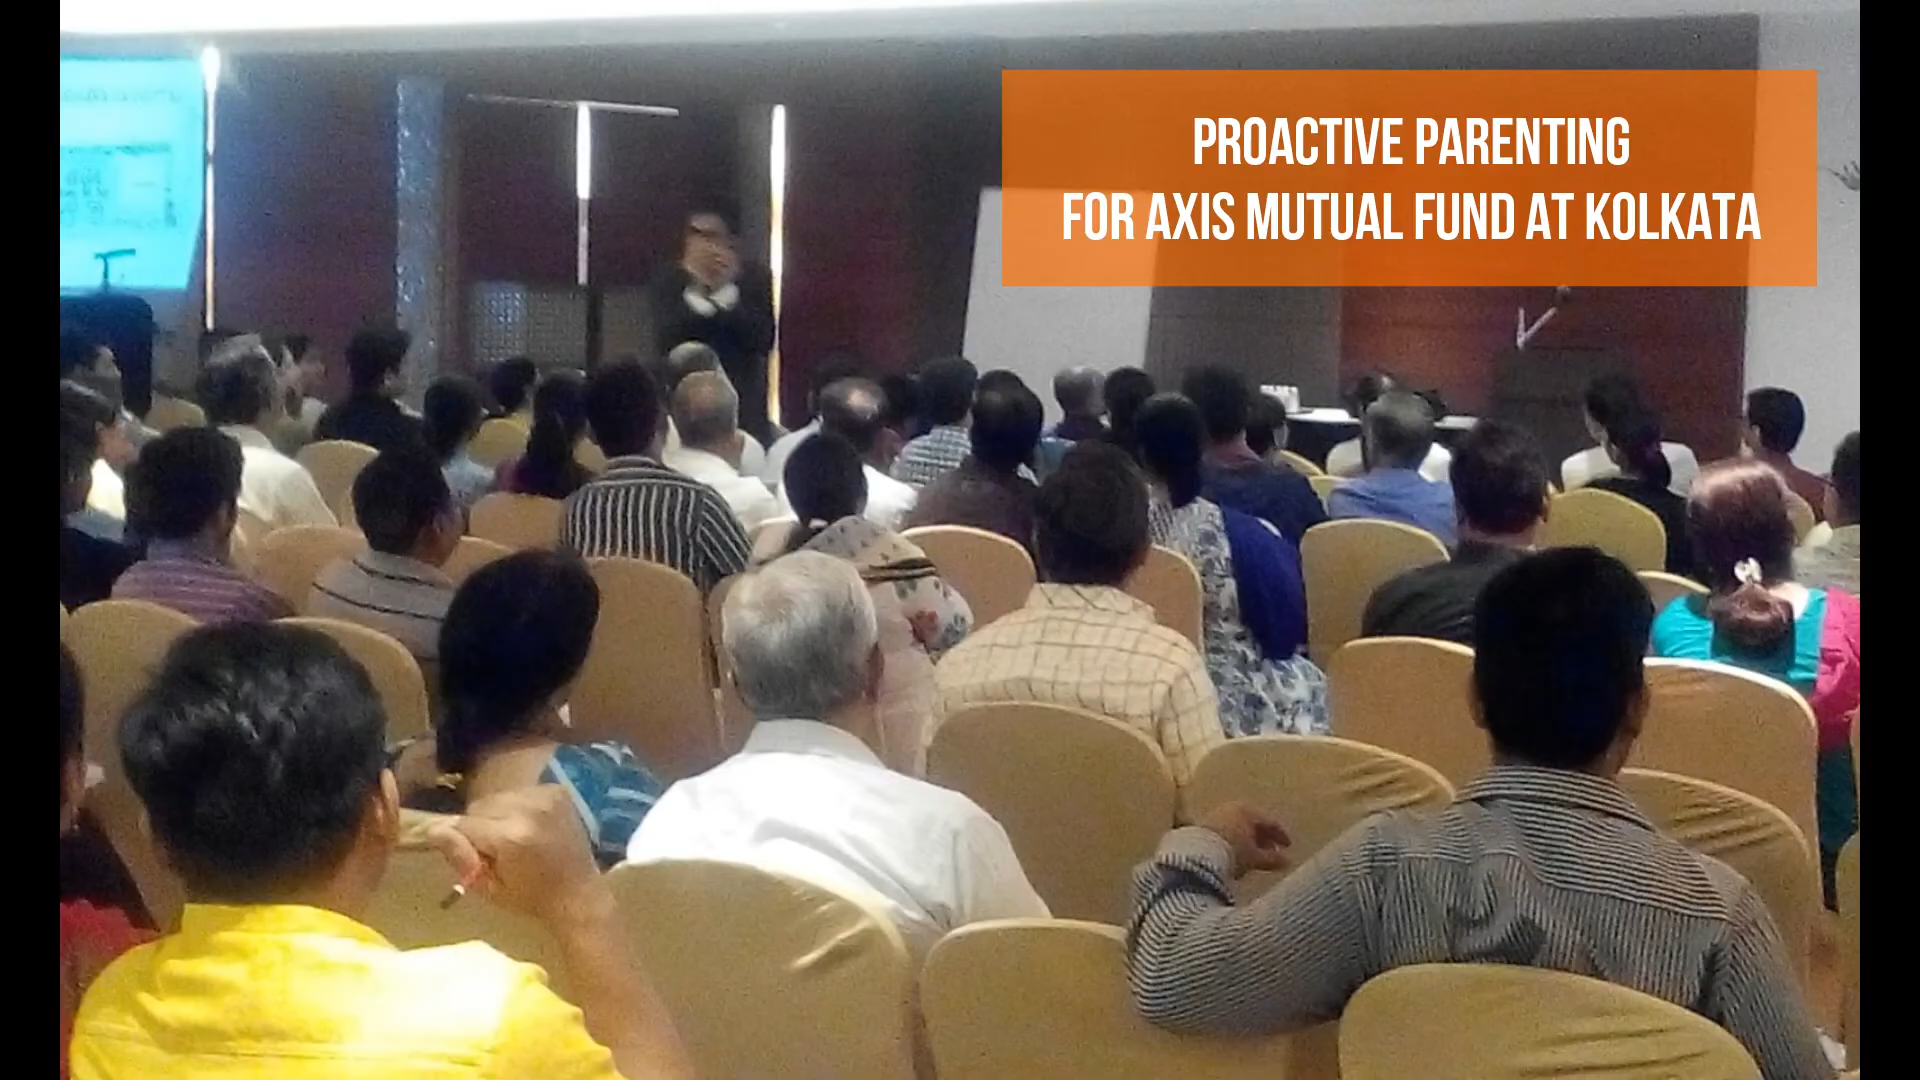 PROACTIVE PARENTING
FOR AXIS MUTUAL FUND AT KOLKATA